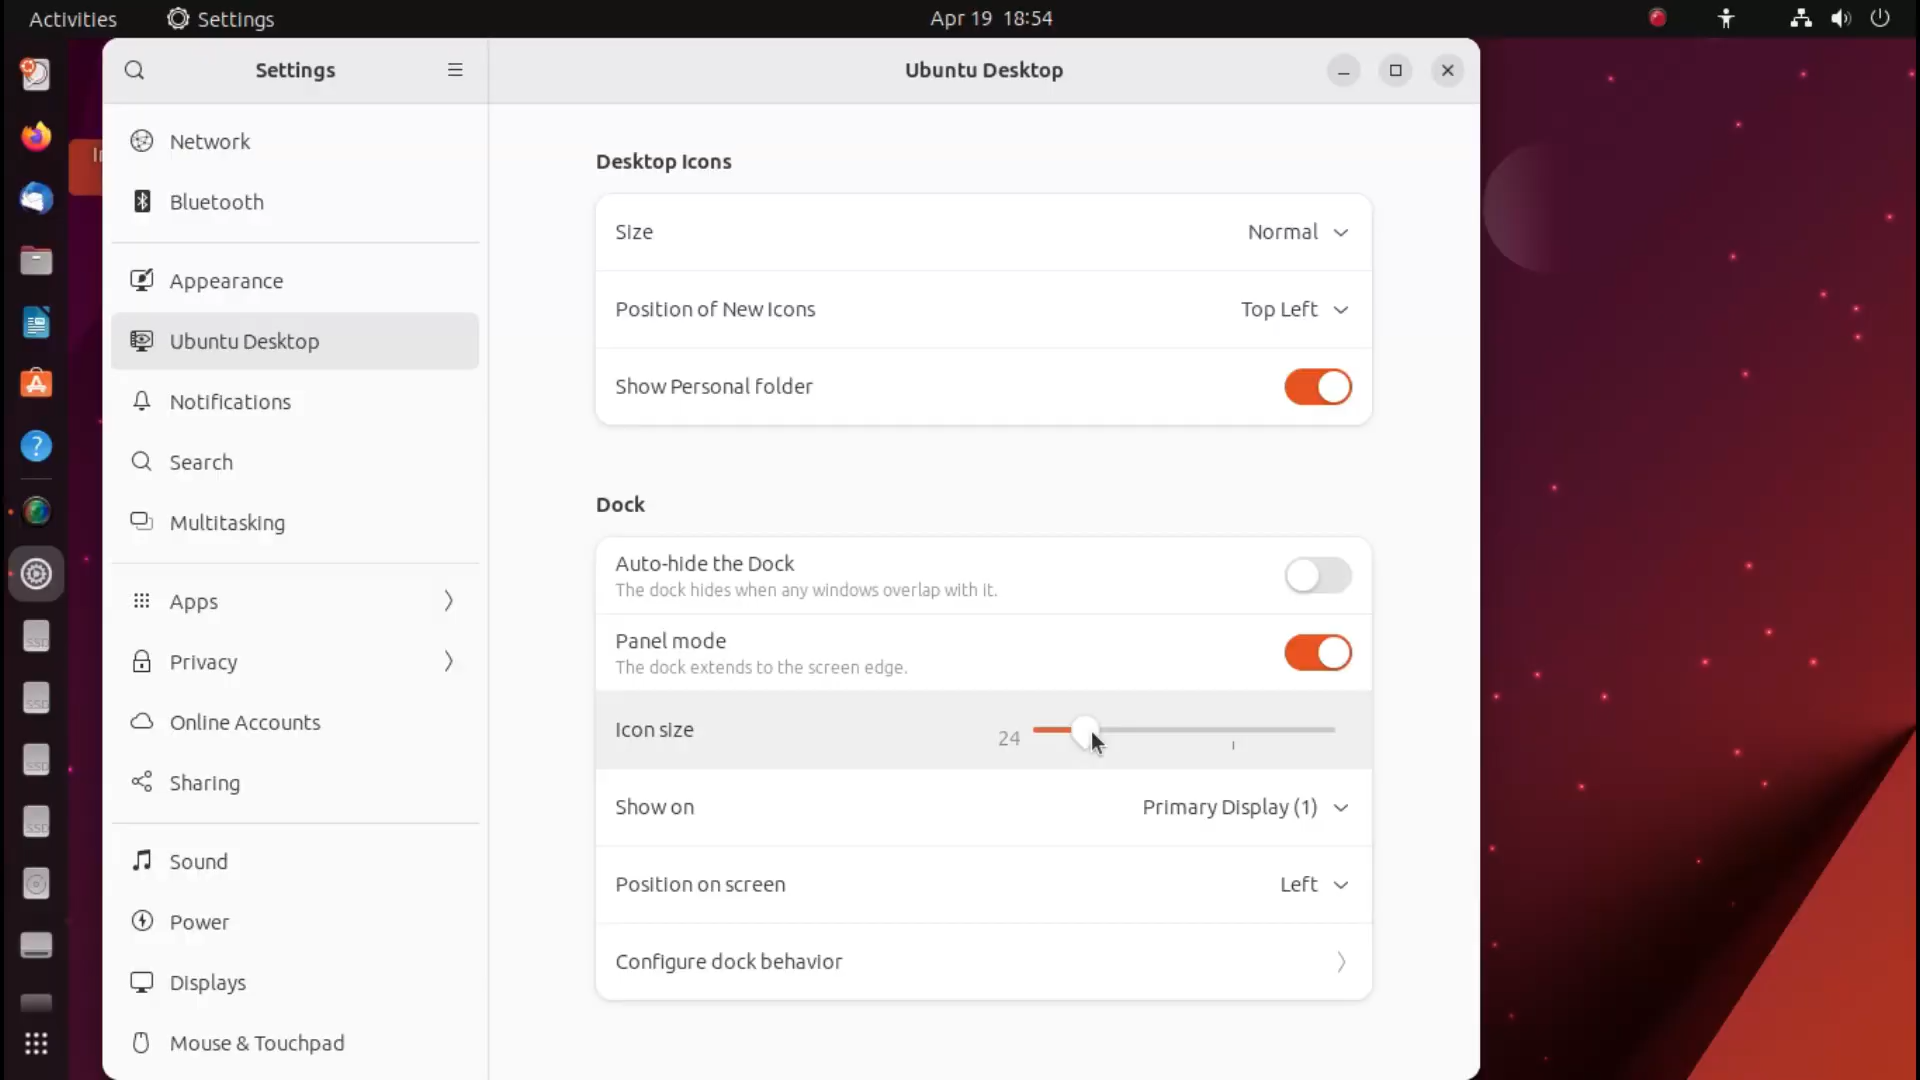 Activities
Settings
Apr 19 18:54
Settings
Ubuntu Desktop
Network
Bluetooth
Appearance
Ubuntu Desktop
Notifications
Search
Multitasking
Apps
Privacy
Online Accounts
Sharing
Sound
Power
Displays
Mouse & Touchpad
Desktop Icons
Size
Normal
Position of New Icons
Top Left
Show Personal folder
Dock
Auto-hide the Dock
The dock hides when any windows overlap with it.
Panel mode
The dock extends to the screen edge.
Icon size
24
Show on
Primary Display (1)
Position on screen
Left
Configure dock behavior
SSD
SSD
SSD
SSD